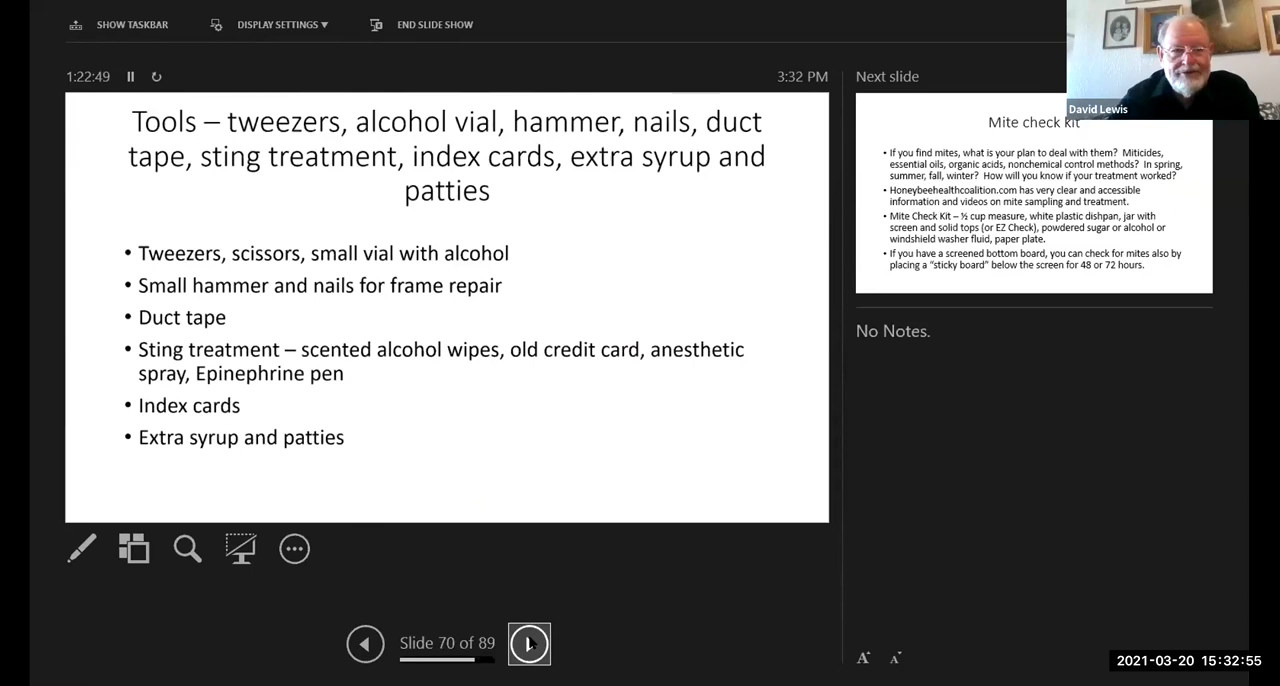 SHOW TASKBAR
DISPLAY SETTINGS ▼
END SLIDE SHOW
1:22:49
3:32 PM
Next slide
David Lewis
Tools – tweezers, alcohol vial, hammer, nails, duct
tape, sting treatment, index cards, extra syrup and
patties
• Tweezers, scissors, small vial with alcohol
• Small hammer and nails for frame repair
• Duct tape
• Sting treatment – scented alcohol wipes, old credit card, anesthetic
spray, Epinephrine pen
• Index cards
• Extra syrup and patties
Mite check kit
• If you find mites, what is your plan to deal with them? Miticides,
essential oils, organic acids, nonchemical control methods? In spring,
summer, fall, winter? How will you know if your treatment worked?
• Honeybeehealthcoalition.com has very clear and accessible
information and videos on mite sampling and treatment.
• Mite Check Kit – ½ cup measure, white plastic dishpan, jar with
screen and solid tops (or EZ Check), powdered sugar or alcohol or
windshield washer fluid, paper plate.
• If you have a screened bottom board, you can check for mites also by
placing a “sticky board” below the screen for 48 or 72 hours.
No Notes.
Slide 70 of 89
A A
2021-03-20 15:32:55